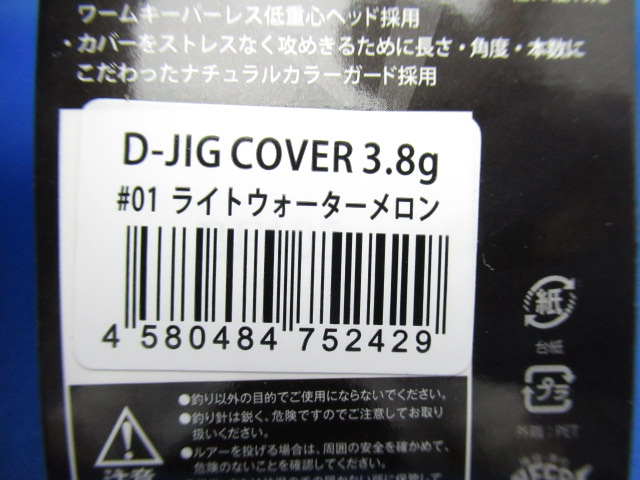 ワームキーパーレス低重心ヘッド採用
・カバーをストレスなく攻めきるために長さ・角度・本数に
こだわったナチュラルカラーガード採用
D-JIG COVER 3.8g
#01 ライトウォーターメロン
4 580484 752429
紙
台紙
プラ
外箱:PET
●釣り以外の目的でご使用にならないでください。
●釣り針は鋭く、危険ですのでご注意してお取り
扱いください。
●ルアーを投げる場合は、周囲の安全を確かめて、
危険のないことを確認してください。